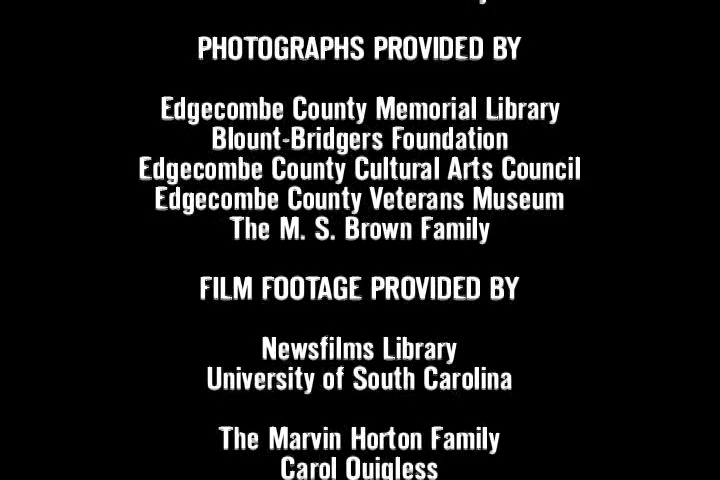 PHOTOGRAPHS PROVIDED BY
Edgecombe County Memorial Library
Blount-Bridgers Foundation
Edgecombe County Cultural Arts Council
Edgecombe County Veterans Museum
The M. S. Brown Family
FILM FOOTAGE PROVIDED BY
Newsfilms Library
University of South Carolina
The Marvin Horton Family
Carol Quigless